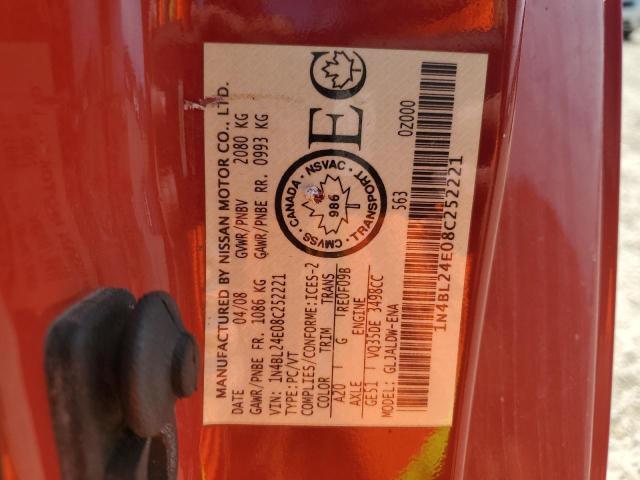 MANUFACTURED BY NISSAN MOTOR CO., LTD.
DATE 04/08 GVWR/PNBV 2080 KG
GAWR/PNBE FR. 1086 KG GAWR/PNBE RR. 0993 KG
VIN: 1N4BL24E08C252221
TYPE: PC/VT
COMPLIES/CONFORME: ICES-2
COLOR TRIM TRANS
A20 G RE0F09B
AXLE ENGINE
GE51 VQ35DE 3498CC
MODEL: GLJALDW-ENA
CANADA · NSVAC · TRANSPORT · CMVSS ·
986
EC
563 0Z000
1N4BL24E08C252221